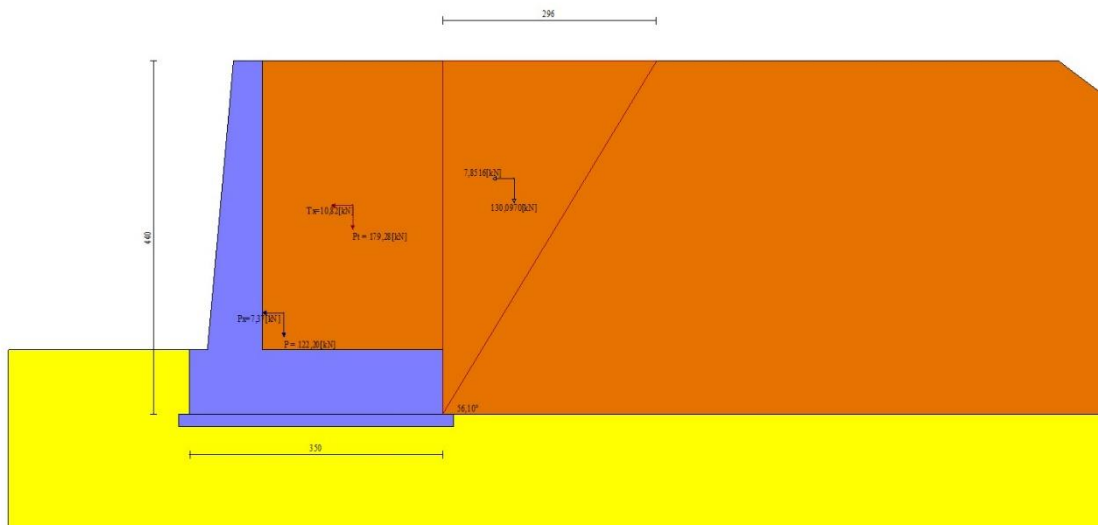 296
7,8516[kN]
130,0970[kN]
Ts=10,82[kN]
Pt = 179,28[kN]
440
Ps=7,37[kN]
P = 122,20[kN]
56,10°
350